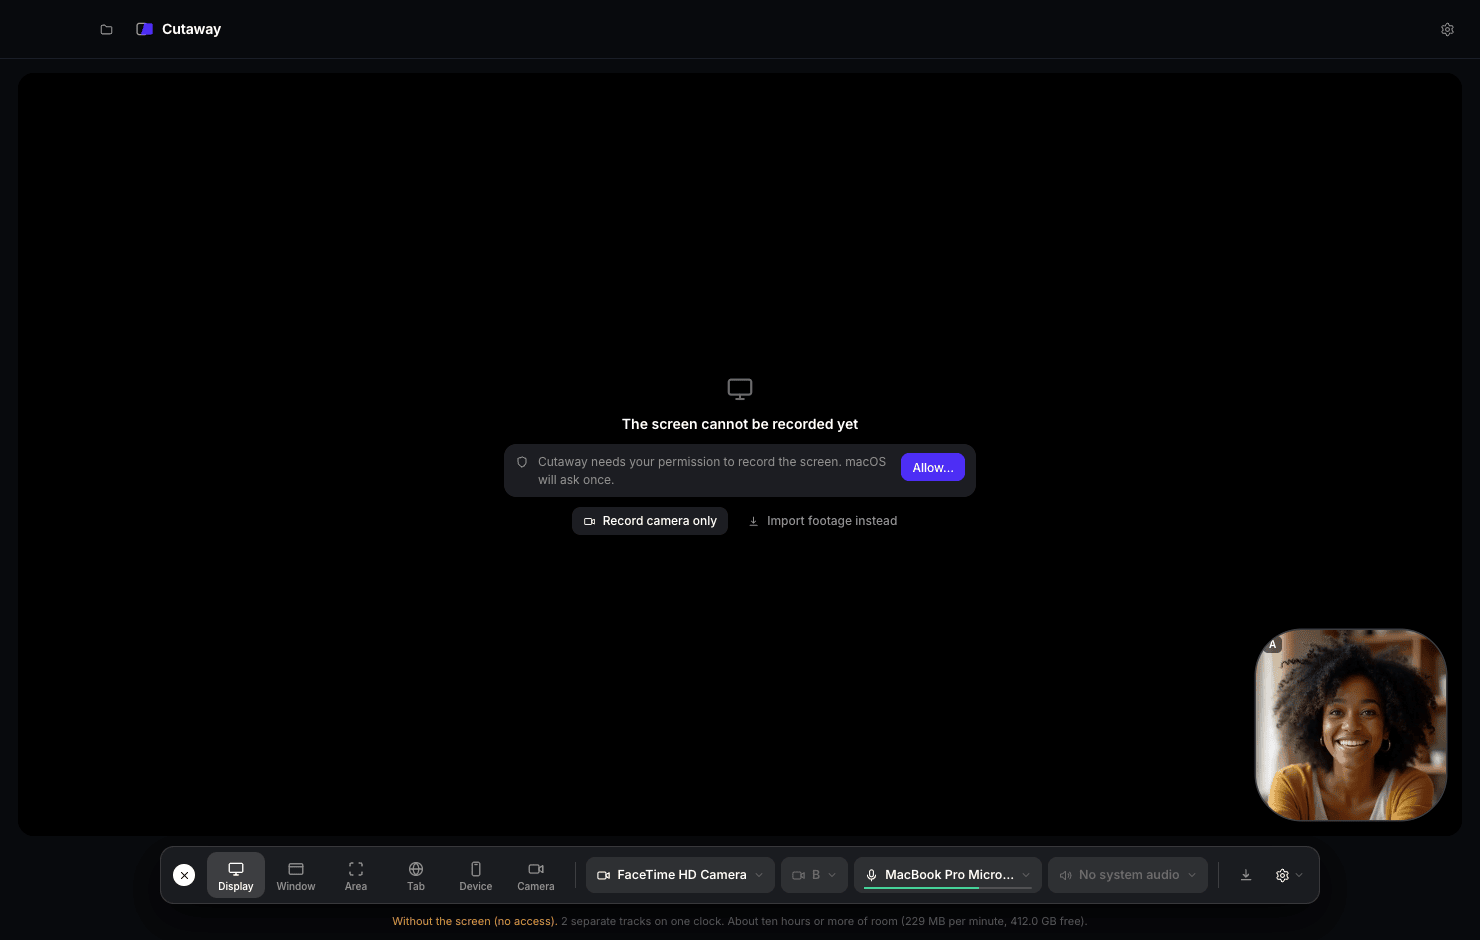 Cutaway
The screen cannot be recorded yet
Cutaway needs your permission to record the screen. macOS
will ask once.
Allow...
Record camera only
Import footage instead
A
Display
Window
Area
Tab
Device
Camera
FaceTime HD Camera
B
MacBook Pro Micro...
No system audio
Without the screen (no access). 2 separate tracks on one clock. About ten hours or more of room (229 MB per minute, 412.0 GB free).